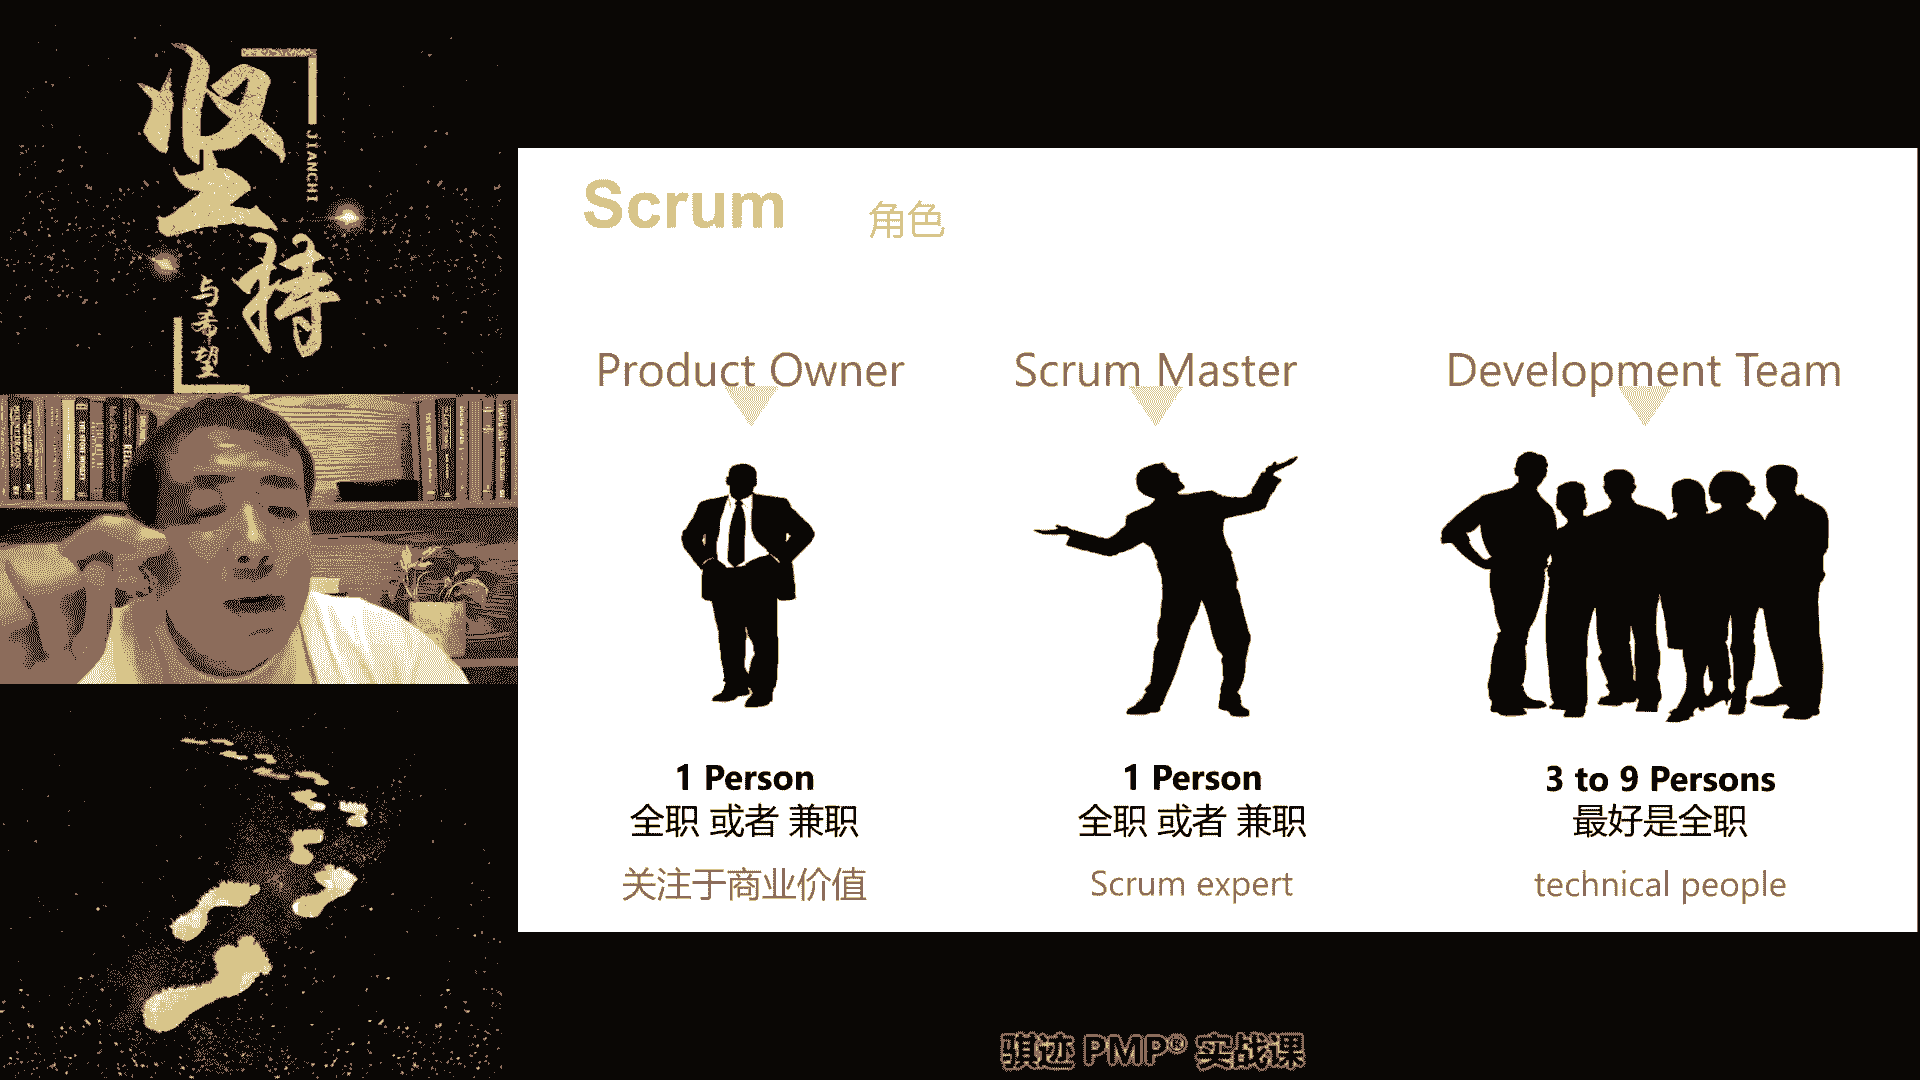 坚持
JIANCHI
与希望
Scrum 角色
Product Owner
Scrum Master
Development Team
1 Person
全职 或者 兼职
关注于商业价值
1 Person
全职 或者 兼职
Scrum expert
3 to 9 Persons
最好是全职
technical people
骐迹 PMP® 实战课